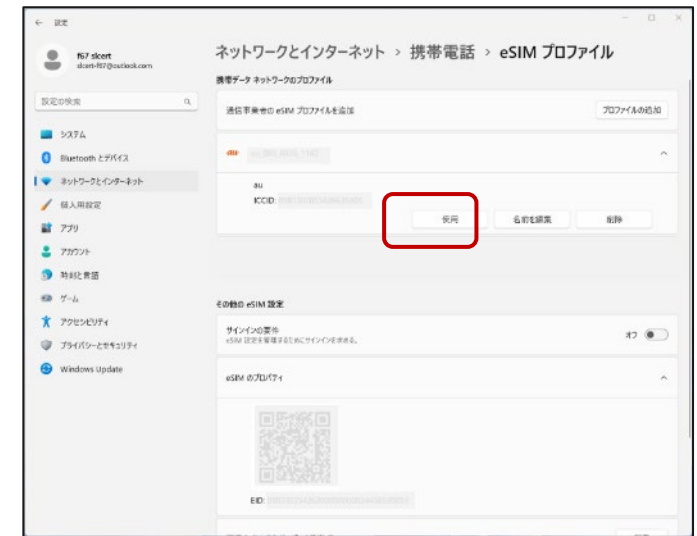 ← 設定
f67 slcert
slcert-f67@outlook.com
設定の検索
システム
Bluetooth とデバイス
ネットワークとインターネット
個人用設定
アプリ
アカウント
時刻と言語
ゲーム
アクセシビリティ
プライバシーとセキュリティ
Windows Update
ネットワークとインターネット › 携帯電話 › eSIM プロファイル
携帯データ ネットワークのプロファイル
通信事業者の eSIM プロファイルを追加
プロファイルの追加
au
au
ICCID:
使用
名前を編集
削除
その他の eSIM 設定
サインインの要件
eSIM 設定を管理するためにサインインを求める。
オフ
eSIM のプロパティ
EID: